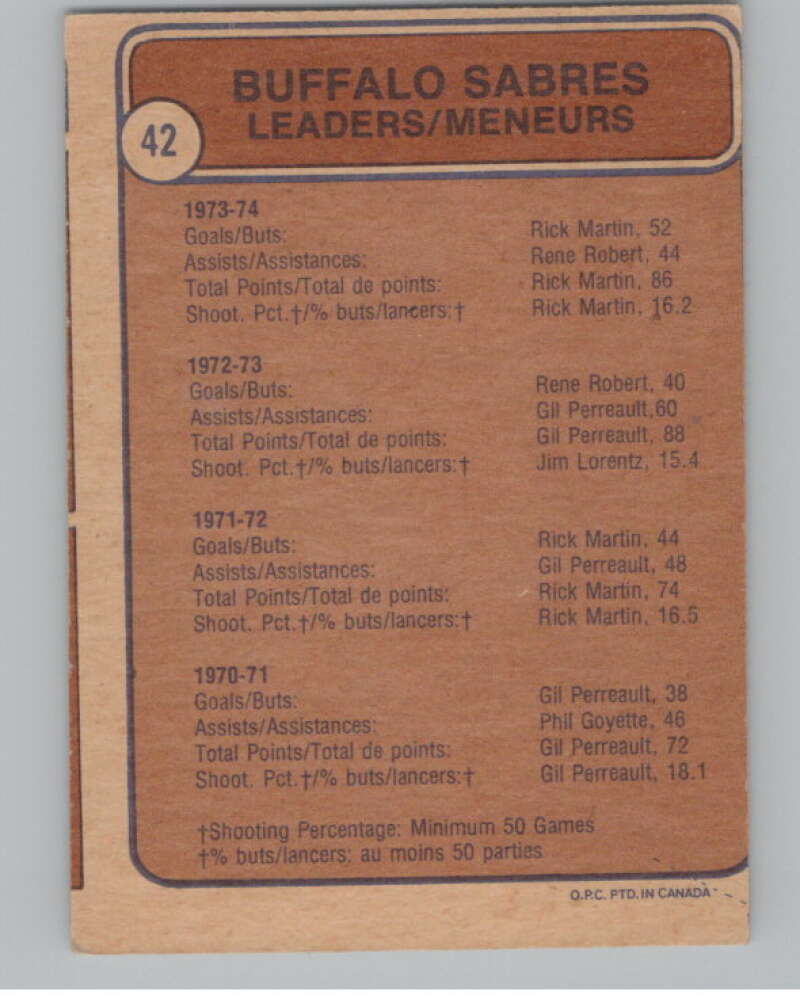 BUFFALO SABRES
LEADERS/MENEURS
42
1973-74
Goals/Buts: Rick Martin, 52
Assists/Assistances: Rene Robert, 44
Total Points/Total de points: Rick Martin, 86
Shoot. Pct.†/% buts/lancers:† Rick Martin, 16.2
1972-73
Goals/Buts: Rene Robert, 40
Assists/Assistances: Gil Perreault,60
Total Points/Total de points: Gil Perreault, 88
Shoot. Pct.†/% buts/lancers:† Jim Lorentz, 15.4
1971-72
Goals/Buts: Rick Martin, 44
Assists/Assistances: Gil Perreault, 48
Total Points/Total de points: Rick Martin, 74
Shoot. Pct.†/% buts/lancers:† Rick Martin, 16.5
1970-71
Goals/Buts: Gil Perreault, 38
Assists/Assistances: Phil Goyette, 46
Total Points/Total de points: Gil Perreault, 72
Shoot. Pct.†/% buts/lancers:† Gil Perreault, 18.1
†Shooting Percentage: Minimum 50 Games
†% buts/lancers: au moins 50 parties
O.P.C. PTD. IN CANADA